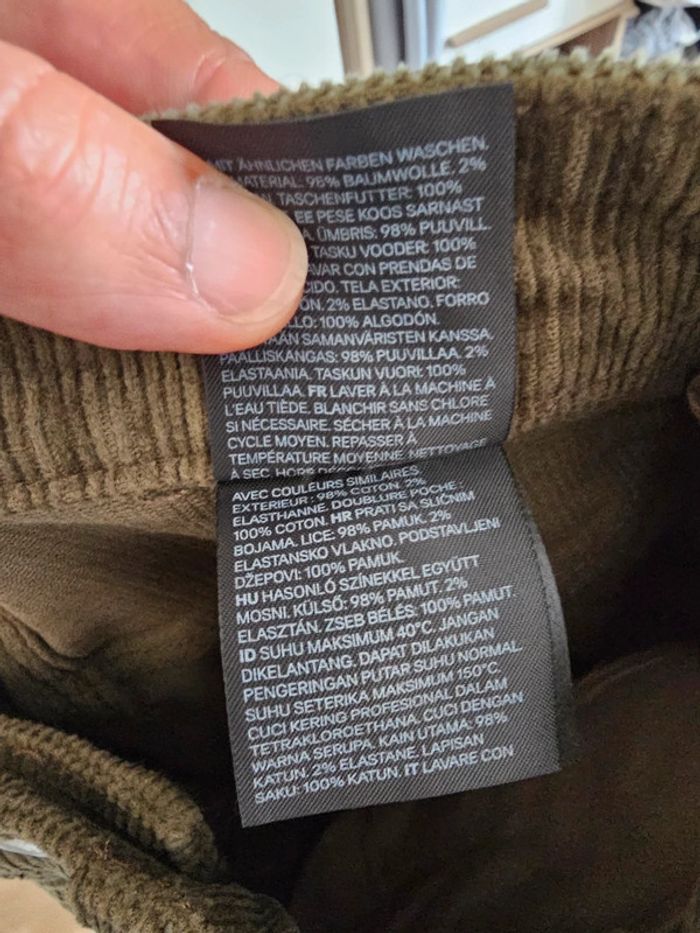 MIT ÄHNLICHEN FARBEN WASCHEN.
MATERIAL: 98% BAUMWOLLE, 2%
TASCHENFUTTER: 100%
EE PESE KOOS SARNAST
ÜMBRIS: 98% PUUVILL.
TASKU VOODER: 100%
LAVAR CON PRENDAS DE
TELA EXTERIOR:
2% ELASTANO. FORRO
100% ALGODÓN.
SAMANVÄRISTEN KANSSA.
PÄÄLLISKANGAS: 98% PUUVILLAA, 2%
ELASTAANIA, TASKUN VUORI: 100%
PUUVILLAA. FR LAVER À LA MACHINE À
L'EAU TIÈDE. BLANCHIR SANS CHLORE
SI NÉCESSAIRE. SÉCHER À LA MACHINE
CYCLE MOYEN. REPASSER À
TEMPÉRATURE MOYENNE. NETTOYAGE
À SEC. HORS
AVEC COULEURS SIMILAIRES.
EXTERIEUR: 98% COTON, 2%
ELASTHANNE. DOUBLURE POCHE:
100% COTON. HR PRATI SA SLIČNIM
BOJAMA. LICE: 98% PAMUK, 2%
ELASTANSKO VLAKNO. PODSTAVLJENI
DŽEPOVI: 100% PAMUK.
HU HASONLÓ SZÍNEKKEL EGYÜTT
MOSNI. KÜLSŐ: 98% PAMUT, 2%
ELASZTÁN. ZSEB BÉLÉS: 100% PAMUT.
ID SUHU MAKSIMUM 40°C. JANGAN
DIKELANTANG. DAPAT DILAKUKAN
PENGERINGAN PUTAR SUHU NORMAL.
SUHU SETERIKA MAKSIMUM 150°C.
CUCI KERING PROFESIONAL DALAM
TETRAKLOROETHANA. CUCI DENGAN
WARNA SERUPA. KAIN UTAMA: 98%
KATUN, 2% ELASTANE. LAPISAN
SAKU: 100% KATUN. IT LAVARE CON